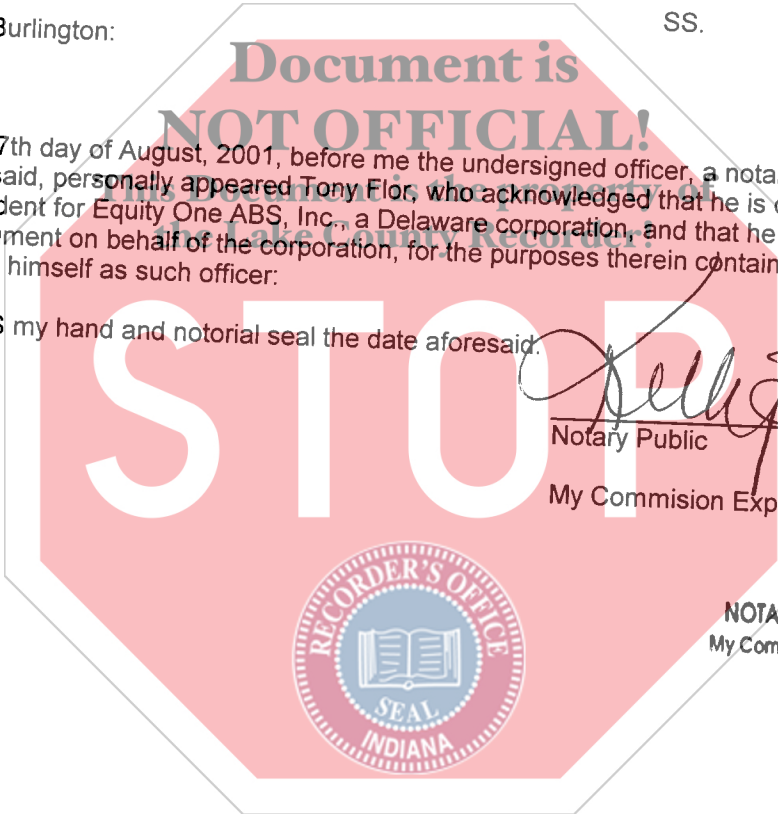 Burlington:
SS.
Document is
NOT OFFICIAL!
This Document is the property of
the Lake County Recorder!
7th day of August, 2001, before me the undersigned officer, a nota
said, personally appeared Tony Flor, who acknowledged that he is
dent for Equity One ABS, Inc., a Delaware corporation, and that he
ment on behalf of the corporation, for the purposes therein contain
himself as such officer:
S my hand and notorial seal the date aforesaid.
STOP
Notary Public
My Commision Exp
RECORDER'S OFFICE
SEAL
INDIANA
NOTA
My Com